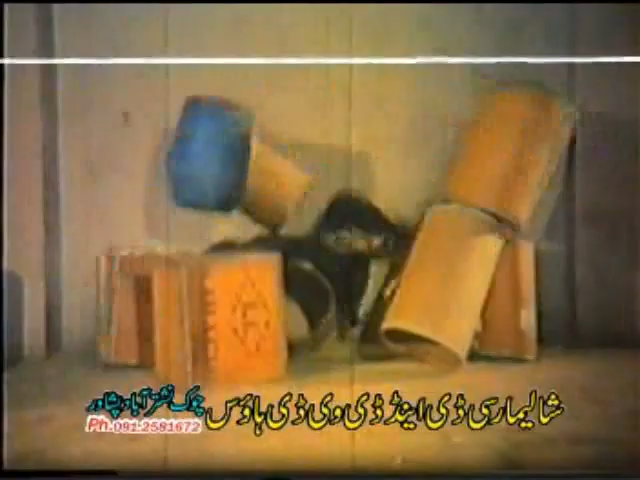 شالیمار سی ڈی اینڈ ڈی وی ڈی ہاؤس
چوک نشتر آباد پشاور
Ph.091-2581672